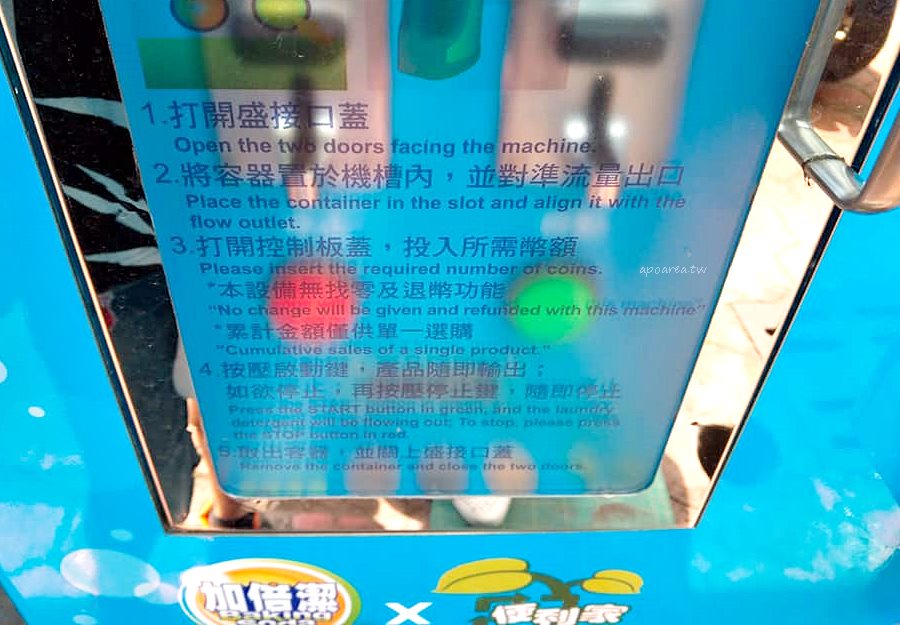 1.打開盛接口蓋
Open the two doors facing the machine.
2.將容器置於機槽內，並對準流量出口
Place the container in the slot and align it with the
flow outlet.
3.打開控制板蓋，投入所需幣額
Please insert the required number of coins.
*本設備無找零及退幣功能
"No change will be given and refunded with this machine"
*累計金額僅供單一選購
"Cumulative sales of a single product."
4.按壓啟動鍵，產品隨即輸出；
如欲停止，再按壓停止鍵，隨即停止
Press the START button in green, and the laundry
detergent will be flowing out; To stop, please press
the STOP button in red.
5.取出容器，並關上盛接口蓋
Remove the container and close the two doors.
apoarea.tw
加倍潔
Baking
Soda
X
便利家